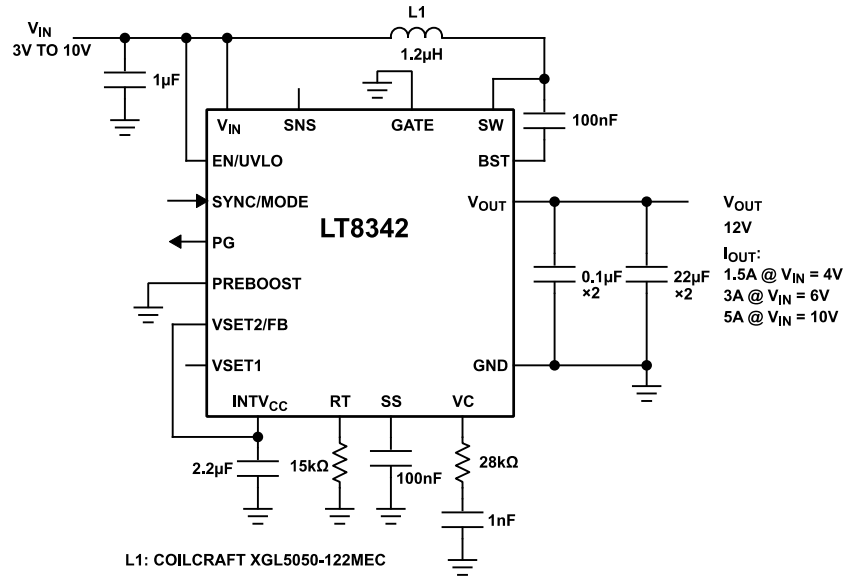 L1
VIN
3V TO 10V
1.2µH
1µF
100nF
VIN
SNS
GATE
SW
EN/UVLO
BST
SYNC/MODE
VOUT
LT8342
PG
PREBOOST
VSET2/FB
VSET1
GND
INTVCC
RT
SS
VC
0.1µF
×2
22µF
×2
VOUT
12V
IOUT:
1.5A @ VIN = 4V
3A @ VIN = 6V
5A @ VIN = 10V
2.2µF
15kΩ
100nF
28kΩ
1nF
L1: COILCRAFT XGL5050-122MEC